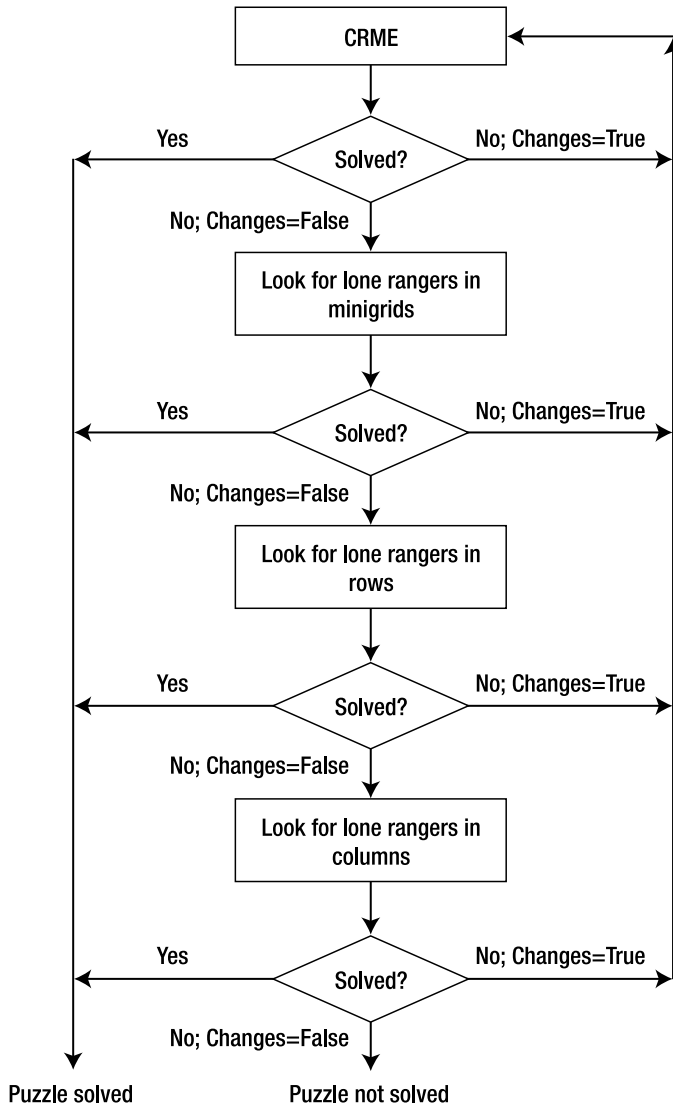 CRME
Yes
Solved?
No; Changes=True
No; Changes=False
Look for lone rangers in
minigrids
Yes
Solved?
No; Changes=True
No; Changes=False
Look for lone rangers in
rows
Yes
Solved?
No; Changes=True
No; Changes=False
Look for lone rangers in
columns
Yes
Solved?
No; Changes=True
No; Changes=False
Puzzle solved
Puzzle not solved